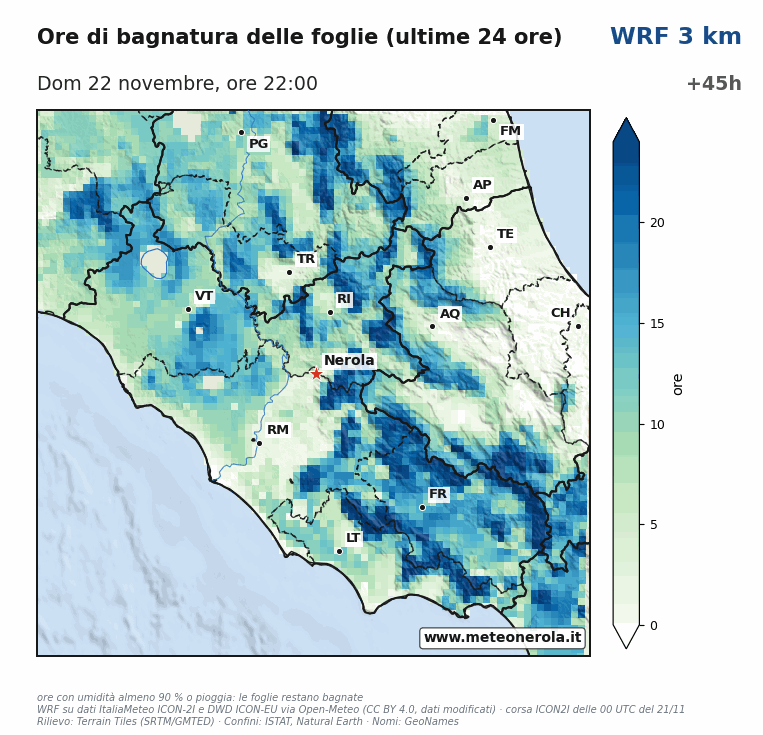 Ore di bagnatura delle foglie (ultime 24 ore)
WRF 3 km
Dom 22 novembre, ore 22:00
+45h
FM
PG
AP
TE
TR
VT
RI
AQ
CH
Nerola
RM
FR
LT
www.meteonerola.it
20
15
10
5
0
ore
ore con umidità almeno 90 % o pioggia: le foglie restano bagnate
WRF su dati ItaliaMeteo ICON-2I e DWD ICON-EU via Open-Meteo (CC BY 4.0, dati modificati) · corsa ICON2I delle 00 UTC del 21/11
Rilievo: Terrain Tiles (SRTM/GMTED) · Confini: ISTAT, Natural Earth · Nomi: GeoNames